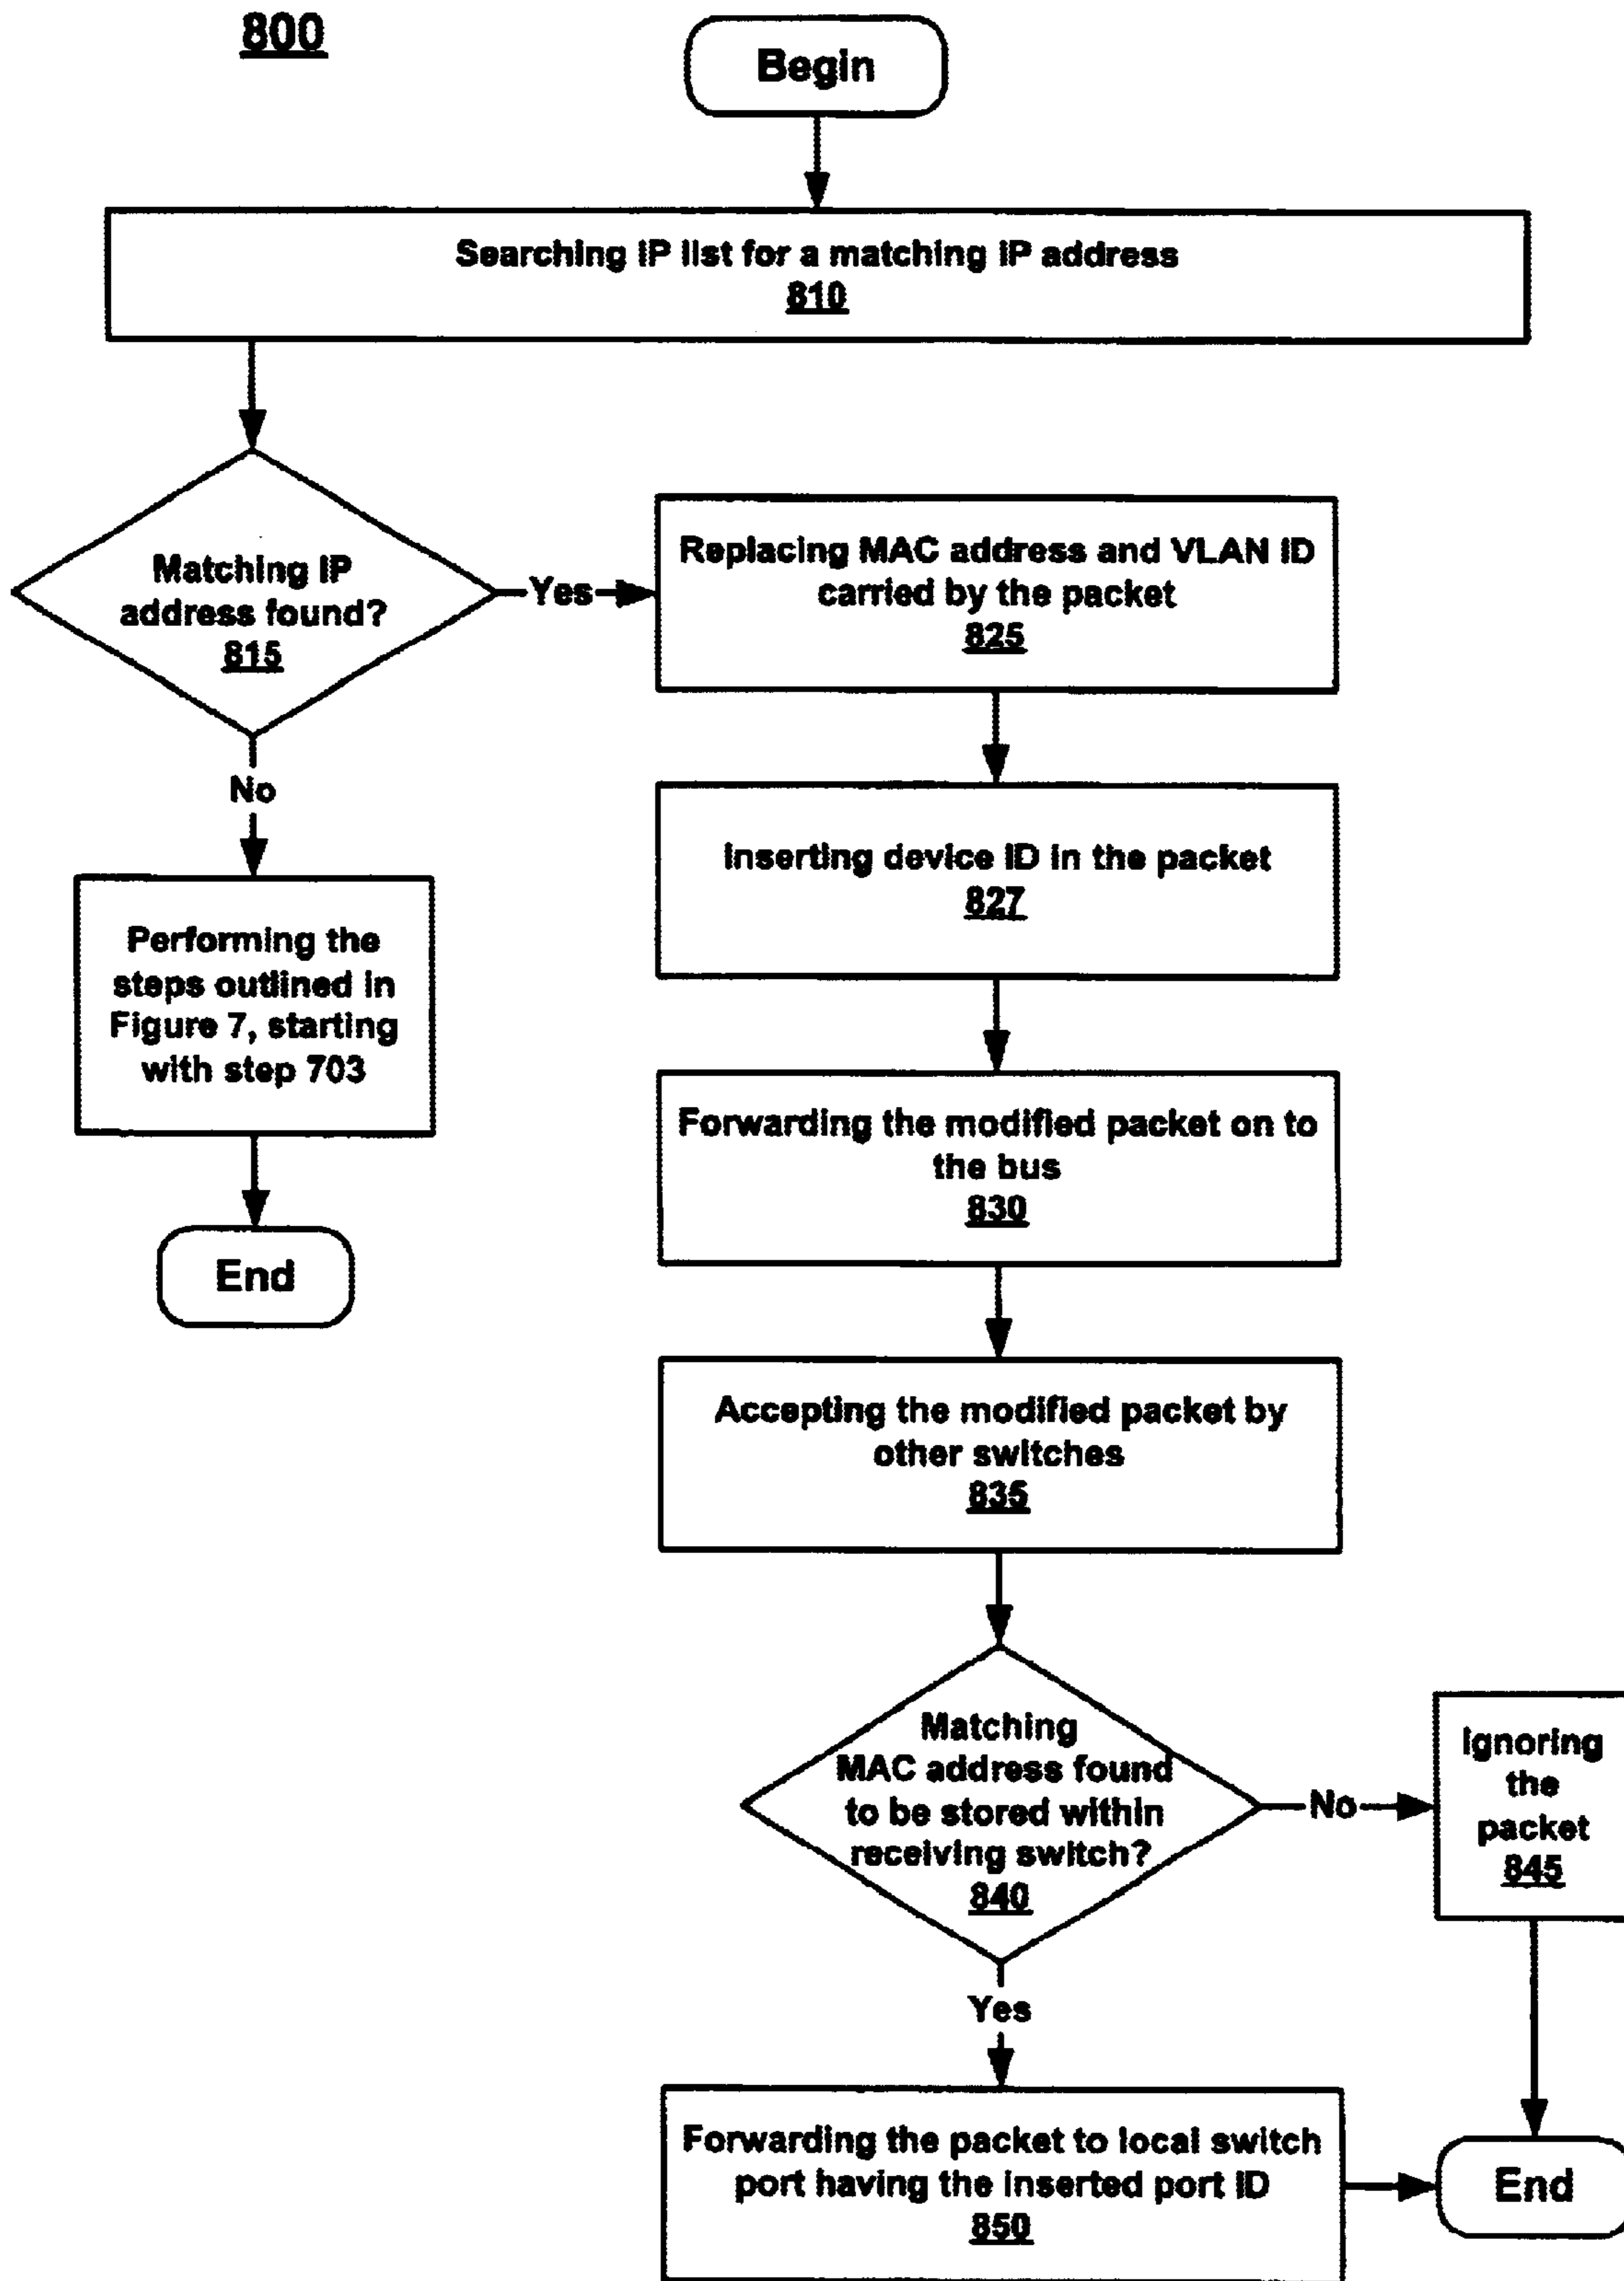 800
Begin
Searching IP list for a matching IP address
810
Matching IP
address found?
815
Yes
Replacing MAC address and VLAN ID
carried by the packet
825
No
Inserting device ID in the packet
827
Performing the
steps outlined in
Figure 7, starting
with step 703
Forwarding the modified packet on to
the bus
830
End
Accepting the modified packet by
other switches
835
Matching
MAC address found
to be stored within
receiving switch?
840
No
Ignoring
the
packet
845
Yes
Forwarding the packet to local switch
port having the inserted port ID
850
End